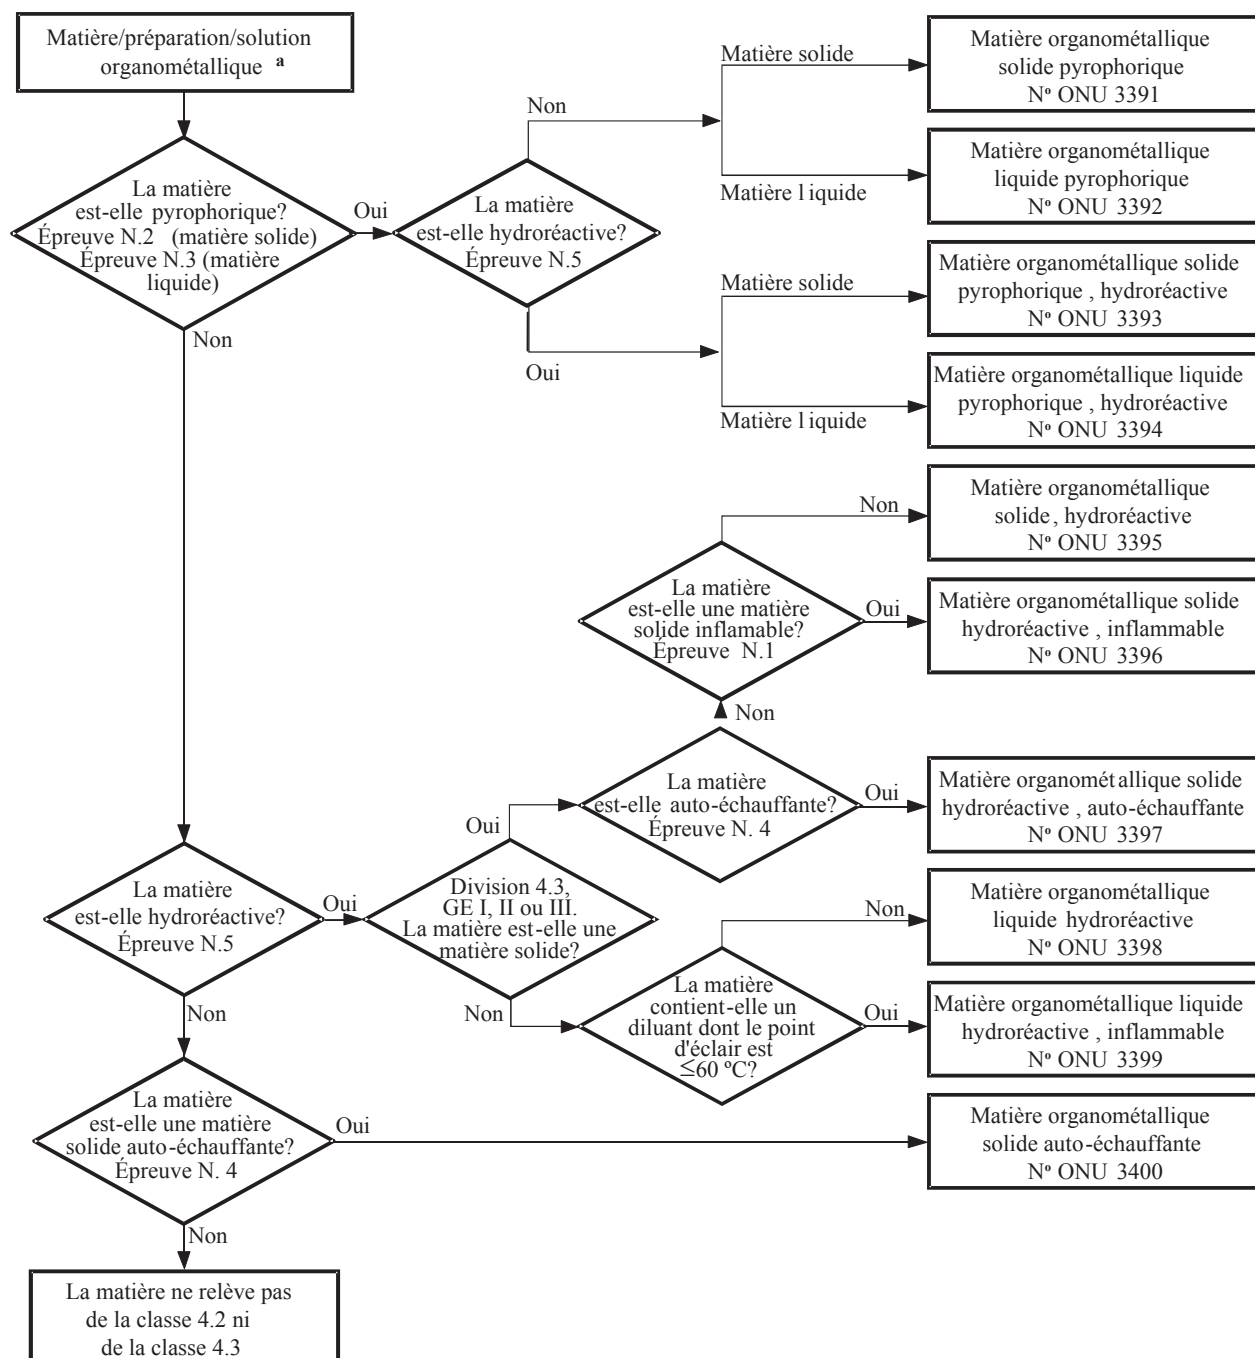 Matière/préparation/solution
organométallique a
La matière
est-elle pyrophorique?
Épreuve N.2 (matière solide)
Épreuve N.3 (matière
liquide)
Oui
Non
La matière
est-elle hydroréactive?
Épreuve N.5
Non
Oui
Matière solide
Matière liquide
Matière organométallique
solide pyrophorique
Nº ONU 3391
Matière organométallique
liquide pyrophorique
Nº ONU 3392
Matière solide
Matière liquide
Matière organométallique solide
pyrophorique , hydroréactive
Nº ONU 3393
Matière organométallique liquide
pyrophorique , hydroréactive
Nº ONU 3394
Non
Matière organométallique
solide, hydroréactive
Nº ONU 3395
La matière
est-elle une matière
solide inflamable?
Épreuve N.1
Oui
Matière organométallique solide
hydroréactive , inflammable
Nº ONU 3396
Non
La matière
est-elle auto-échauffante?
Épreuve N. 4
Oui
Matière organométallique solide
hydroréactive , auto-échauffante
Nº ONU 3397
La matière
est-elle hydroréactive?
Épreuve N.5
Oui
Non
Division 4.3,
GE I, II ou III.
La matière est-elle une
matière solide?
Oui
Non
Non
Matière organométallique
liquide hydroréactive
Nº ONU 3398
La matière
contient-elle un
diluant dont le point
d'éclair est
≤60 ºC?
Oui
Matière organométallique liquide
hydroréactive , inflammable
Nº ONU 3399
La matière
est-elle une matière
solide auto-échauffante?
Épreuve N. 4
Oui
Matière organométallique
solide auto-échauffante
Nº ONU 3400
Non
La matière ne relève pas
de la classe 4.2 ni
de la classe 4.3